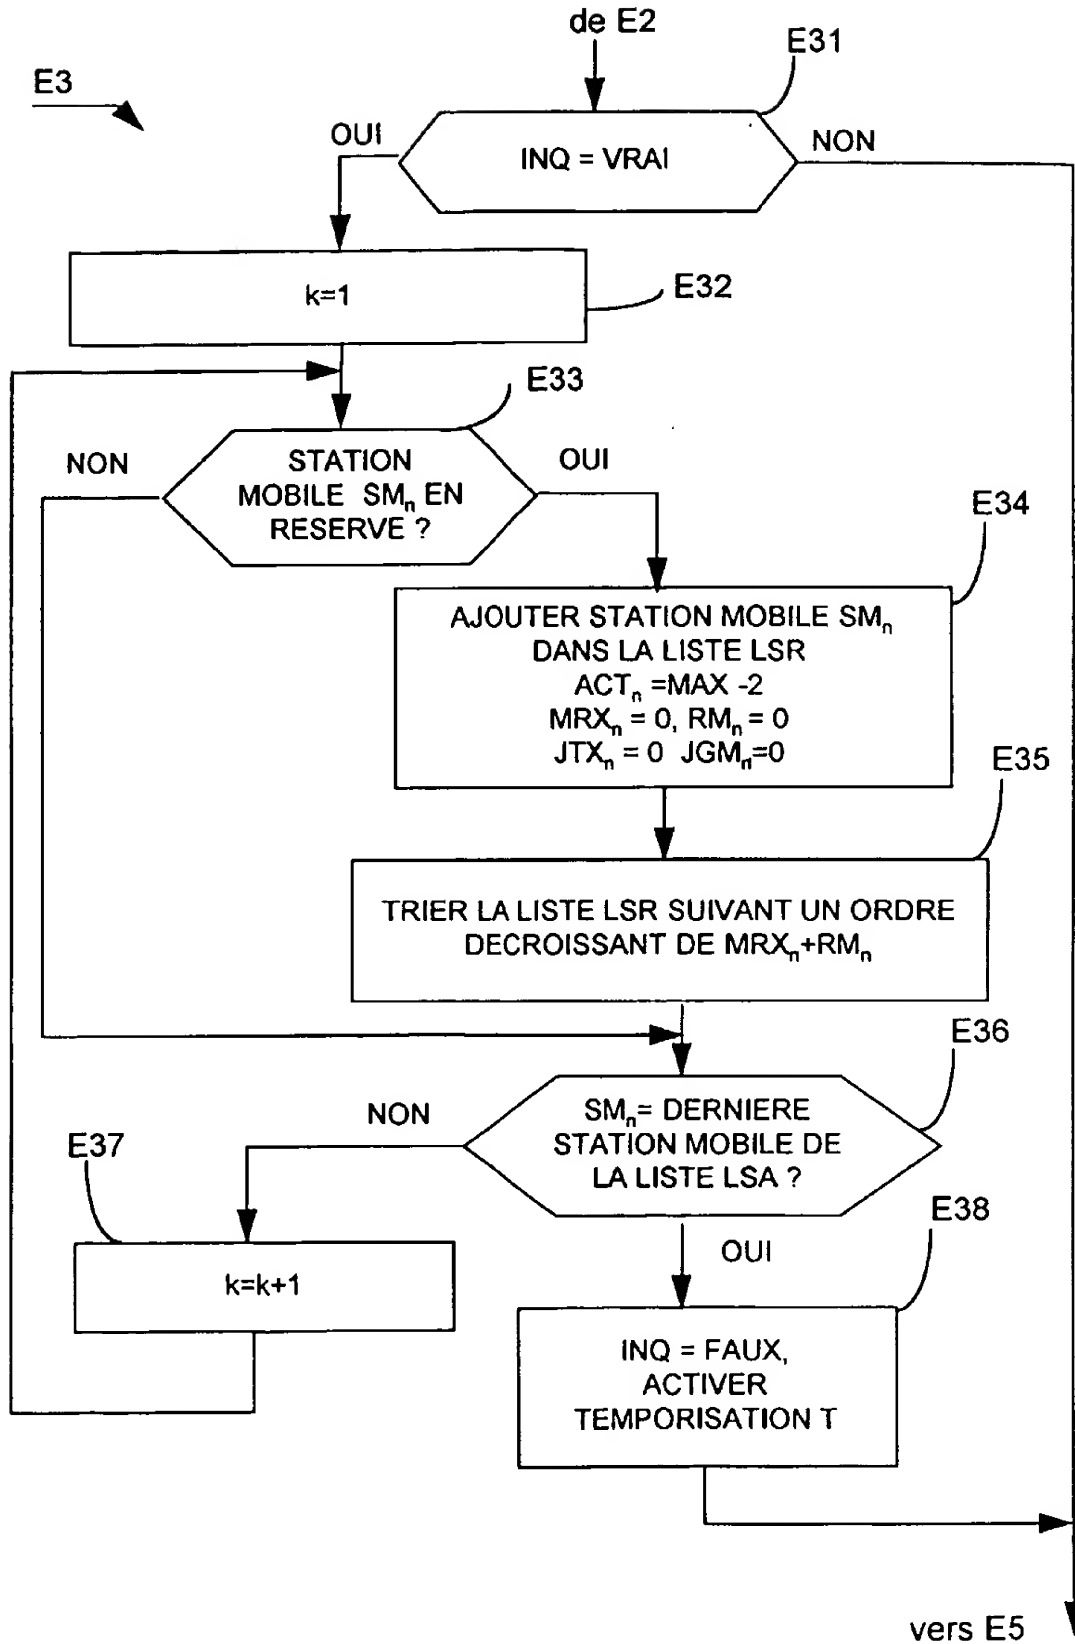 de E2
E31
E3
OUI
INQ = VRAI
NON
k=1
E32
E33
NON
STATION
MOBILE SMn EN
RESERVE ?
OUI
E34
AJOUTER STATION MOBILE SMn
DANS LA LISTE LSR
ACTn =MAX -2
MRXn = 0, RMn = 0
JTXn = 0 JGMn=0
E35
TRIER LA LISTE LSR SUIVANT UN ORDRE
DECROISSANT DE MRXn+RMn
E36
NON
SMn= DERNIERE
STATION MOBILE DE
LA LISTE LSA ?
E37
E38
OUI
k=k+1
INQ = FAUX,
ACTIVER
TEMPORISATION T
vers E5